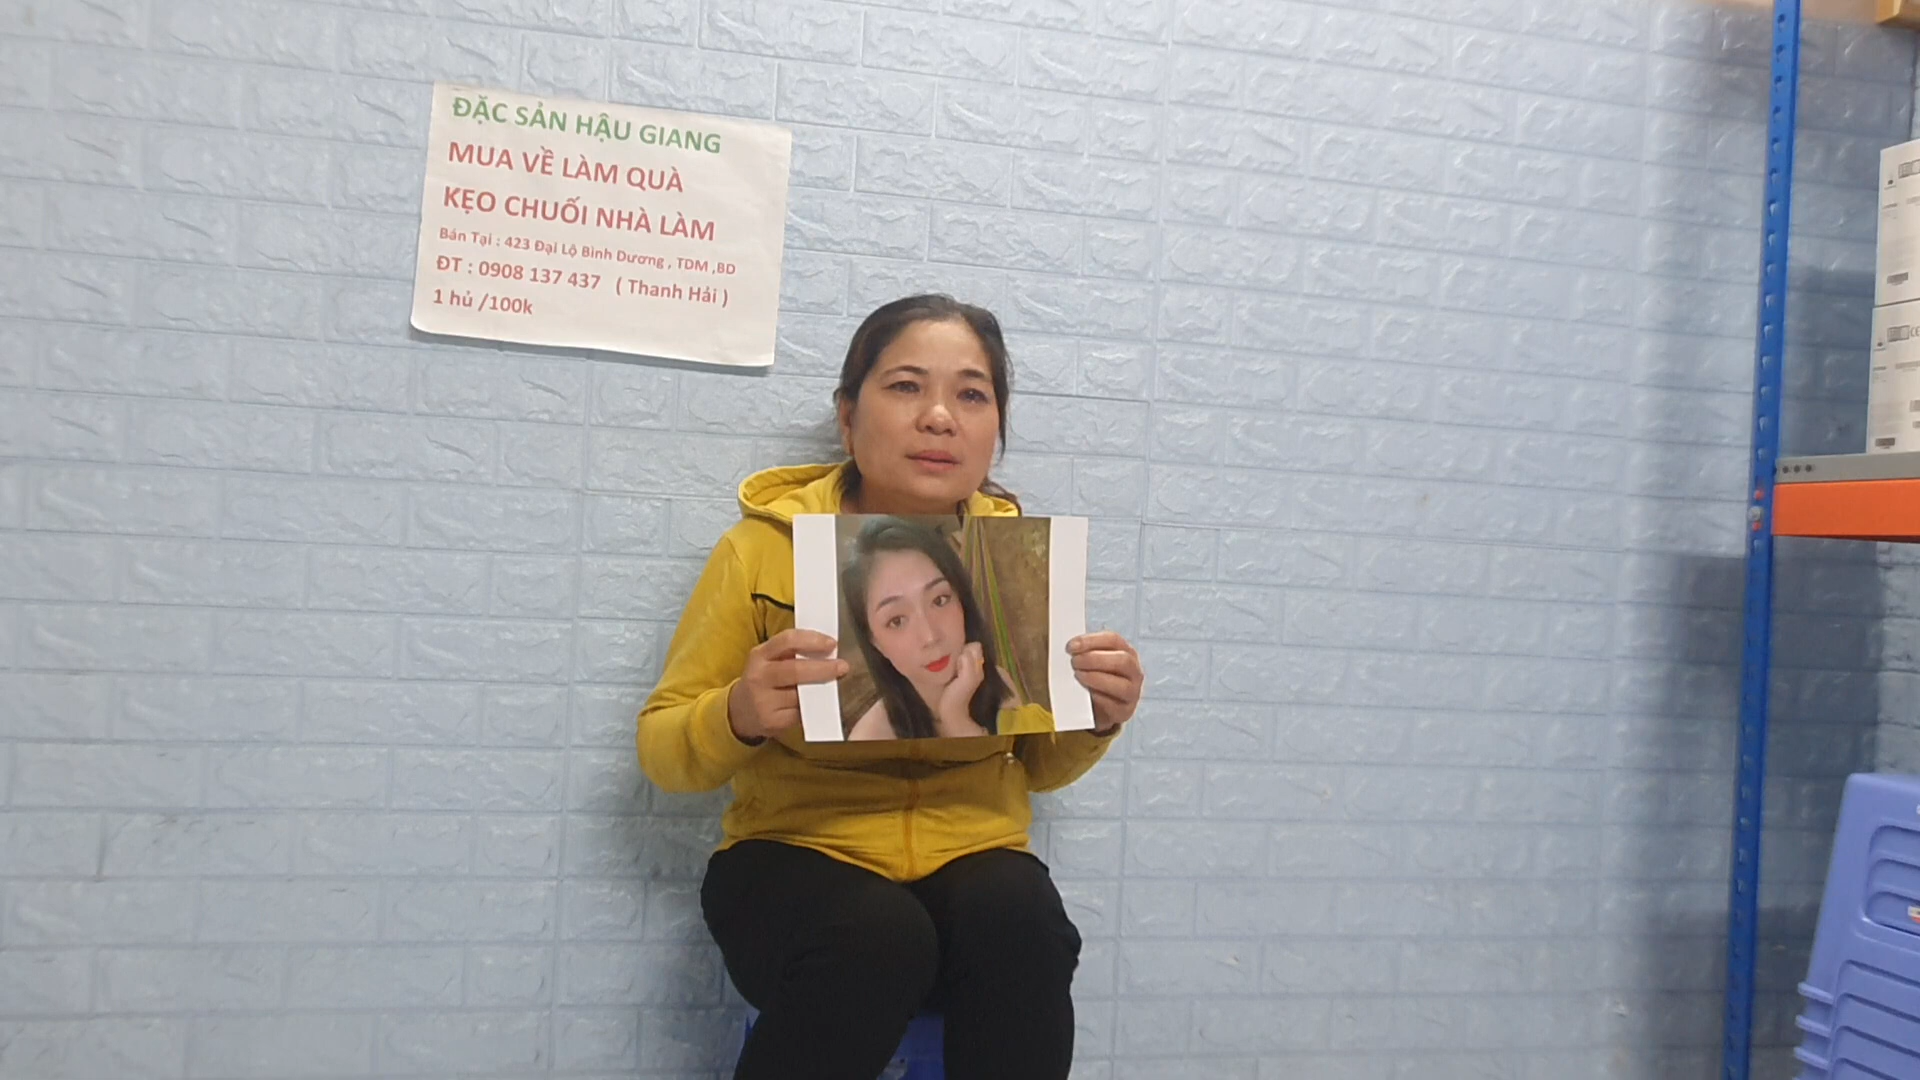 ĐẶC SẢN HẬU GIANG
MUA VỀ LÀM QUÀ
KẸO CHUỐI NHÀ LÀM
Bán Tại : 423 Đại Lộ Bình Dương , TDM ,BD
ĐT : 0908 137 437 ( Thanh Hải )
1 hủ /100k